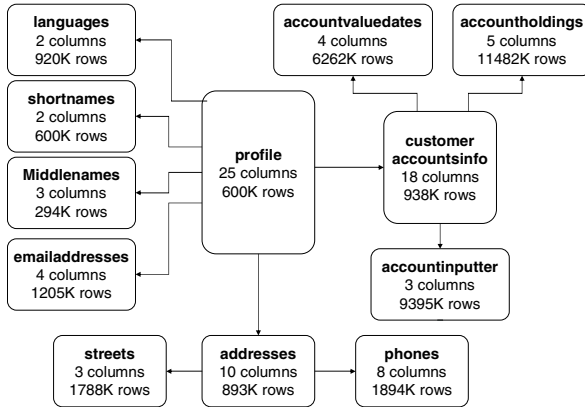 languages
2 columns
920K rows
accountvaluedates
4 columns
6262K rows
accountholdings
5 columns
11482K rows
shortnames
2 columns
600K rows
profile
25 columns
600K rows
customer
accountsinfo
18 columns
938K rows
Middlenames
3 columns
294K rows
emailaddresses
4 columns
1205K rows
accountinputter
3 columns
9395K rows
streets
3 columns
1788K rows
addresses
10 columns
893K rows
phones
8 columns
1894K rows